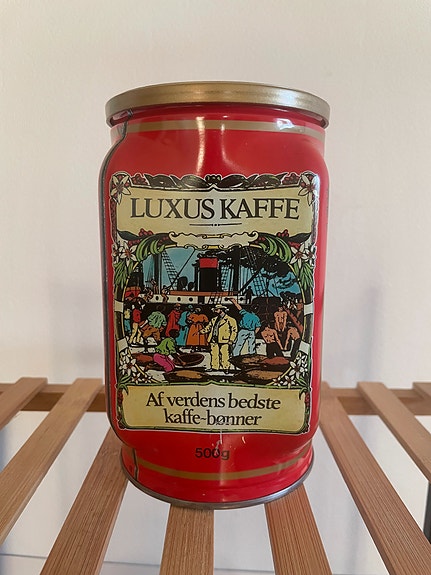 LUXUS KAFFE
Af verdens bedste
kaffe-bønner
500g